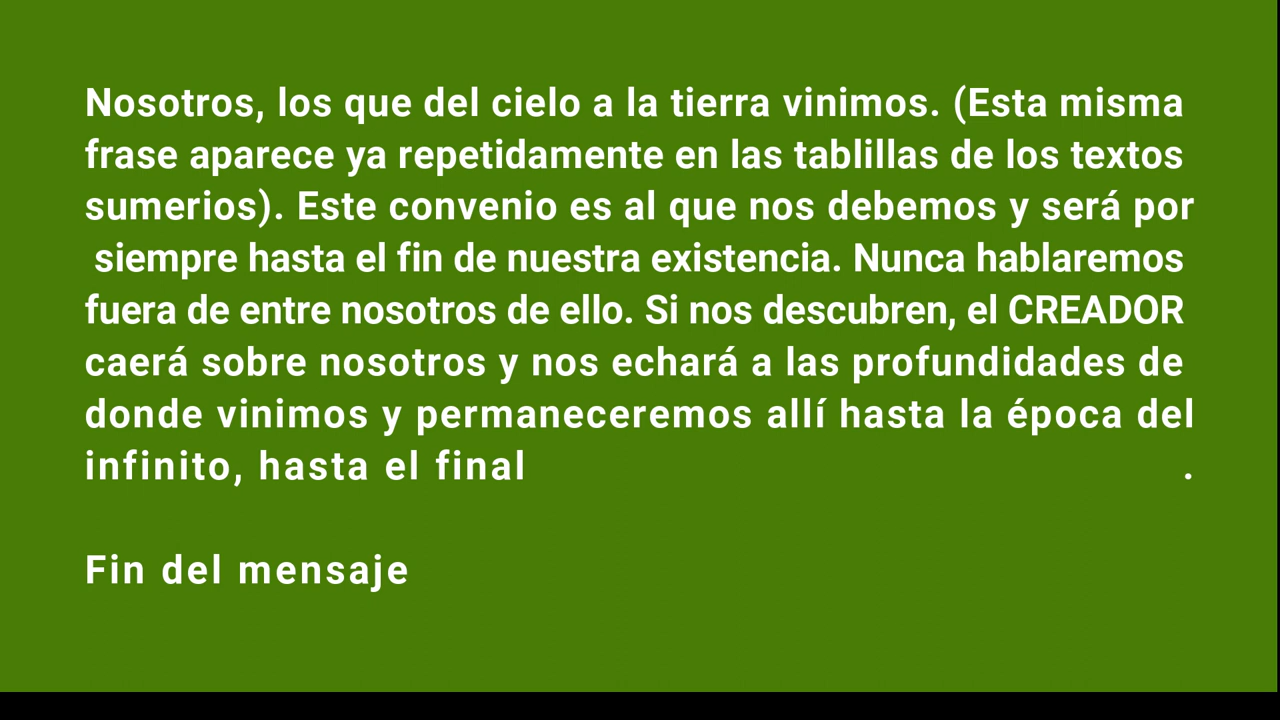 Nosotros, los que del cielo a la tierra vinimos. (Esta misma
frase aparece ya repetidamente en las tablillas de los textos
sumerios). Este convenio es al que nos debemos y será por
siempre hasta el fin de nuestra existencia. Nunca hablaremos
fuera de entre nosotros de ello. Si nos descubren, el CREADOR
caerá sobre nosotros y nos echará a las profundidades de
donde vinimos y permaneceremos allí hasta la época del
infinito, hasta el final .
Fin del mensaje